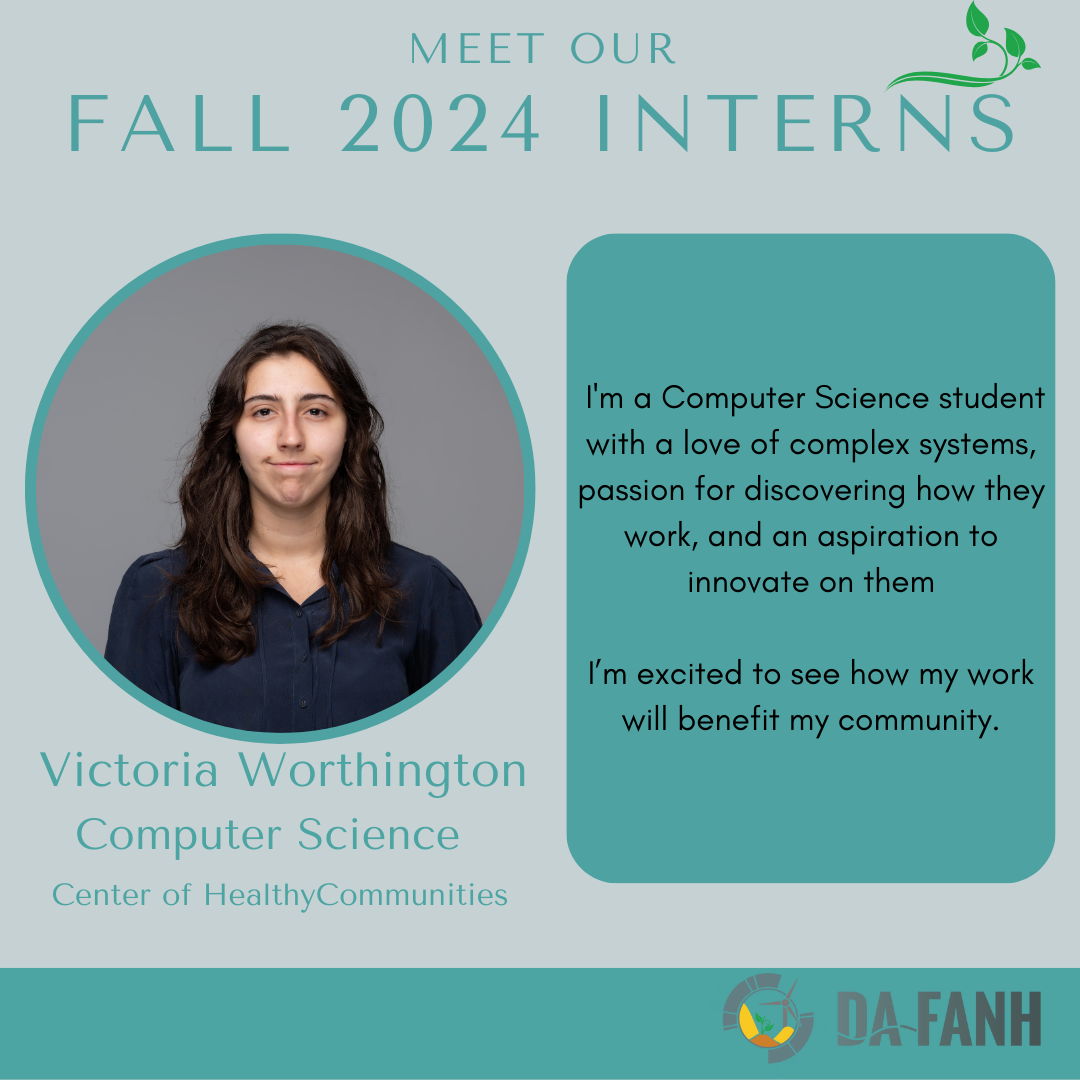 MEET OUR
FALL 2024 INTERNS
Victoria Worthington
Computer Science
Center of HealthyCommunities
I'm a Computer Science student
with a love of complex systems,
passion for discovering how they
work, and an aspiration to
innovate on them
I’m excited to see how my work
will benefit my community.
DA-FANH